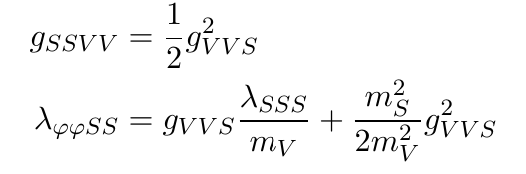 $g_{SSVV} = \frac{1}{2} g_{VVS}^2$
$\lambda_{\varphi\varphi SS} = g_{VVS} \frac{\lambda_{SSS}}{m_V} + \frac{m_S^2}{2m_V^2} g_{VVS}^2$